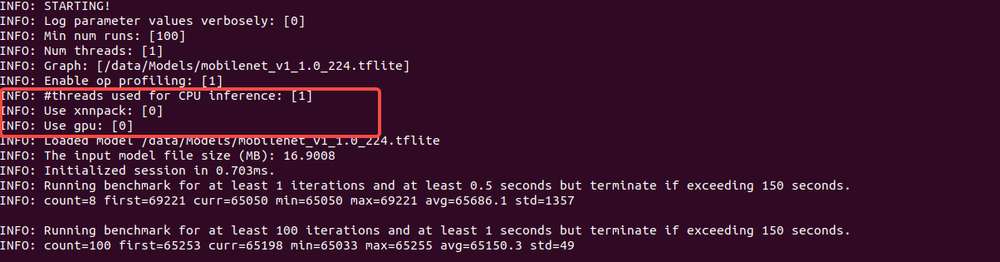 INFO: STARTING!
INFO: Log parameter values verbosely: [0]
INFO: Min num runs: [100]
INFO: Num threads: [1]
INFO: Graph: [/data/Models/mobilenet_v1_1.0_224.tflite]
INFO: Enable op profiling: [1]
INFO: #threads used for CPU inference: [1]
INFO: Use xnnpack: [0]
INFO: Use gpu: [0]
INFO: Loaded model /data/Models/mobilenet_v1_1.0_224.tflite
INFO: The input model file size (MB): 16.9008
INFO: Initialized session in 0.703ms.
INFO: Running benchmark for at least 1 iterations and at least 0.5 seconds but terminate if exceeding 150 seconds.
INFO: count=8 first=69221 curr=65050 min=65050 max=69221 avg=65686.1 std=1357
INFO: Running benchmark for at least 100 iterations and at least 1 seconds but terminate if exceeding 150 seconds.
INFO: count=100 first=65253 curr=65198 min=65033 max=65255 avg=65150.3 std=49